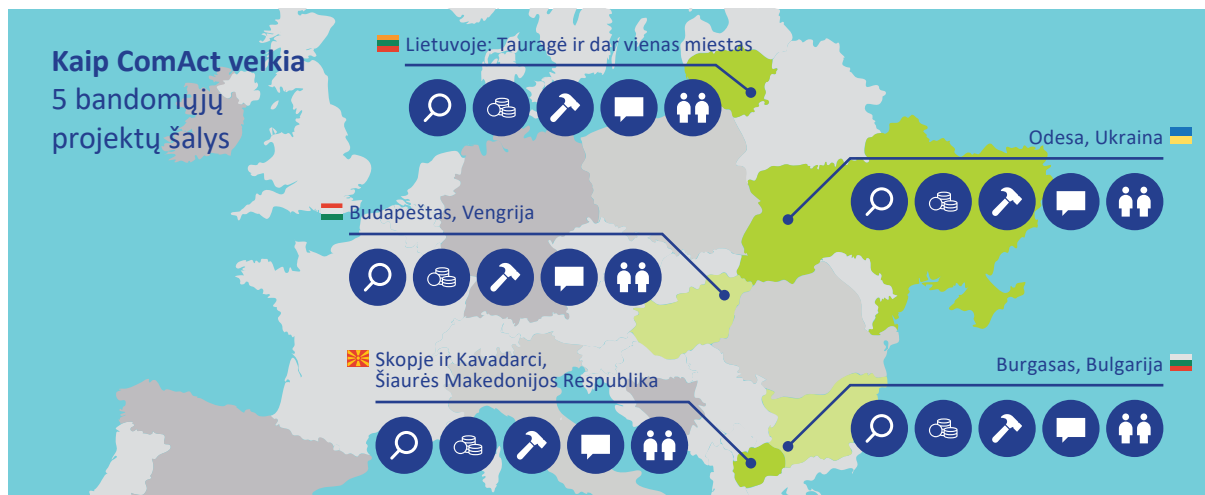 Kaip ComAct veikia
5 bandomųjų
projektų šalys
Lietuvoje: Tauragė ir dar vienas miestas
Odesa, Ukraina
Budapeštas, Vengrija
Skopje ir Kavadarci,
Šiaurės Makedonijos Respublika
Burgasas, Bulgarija